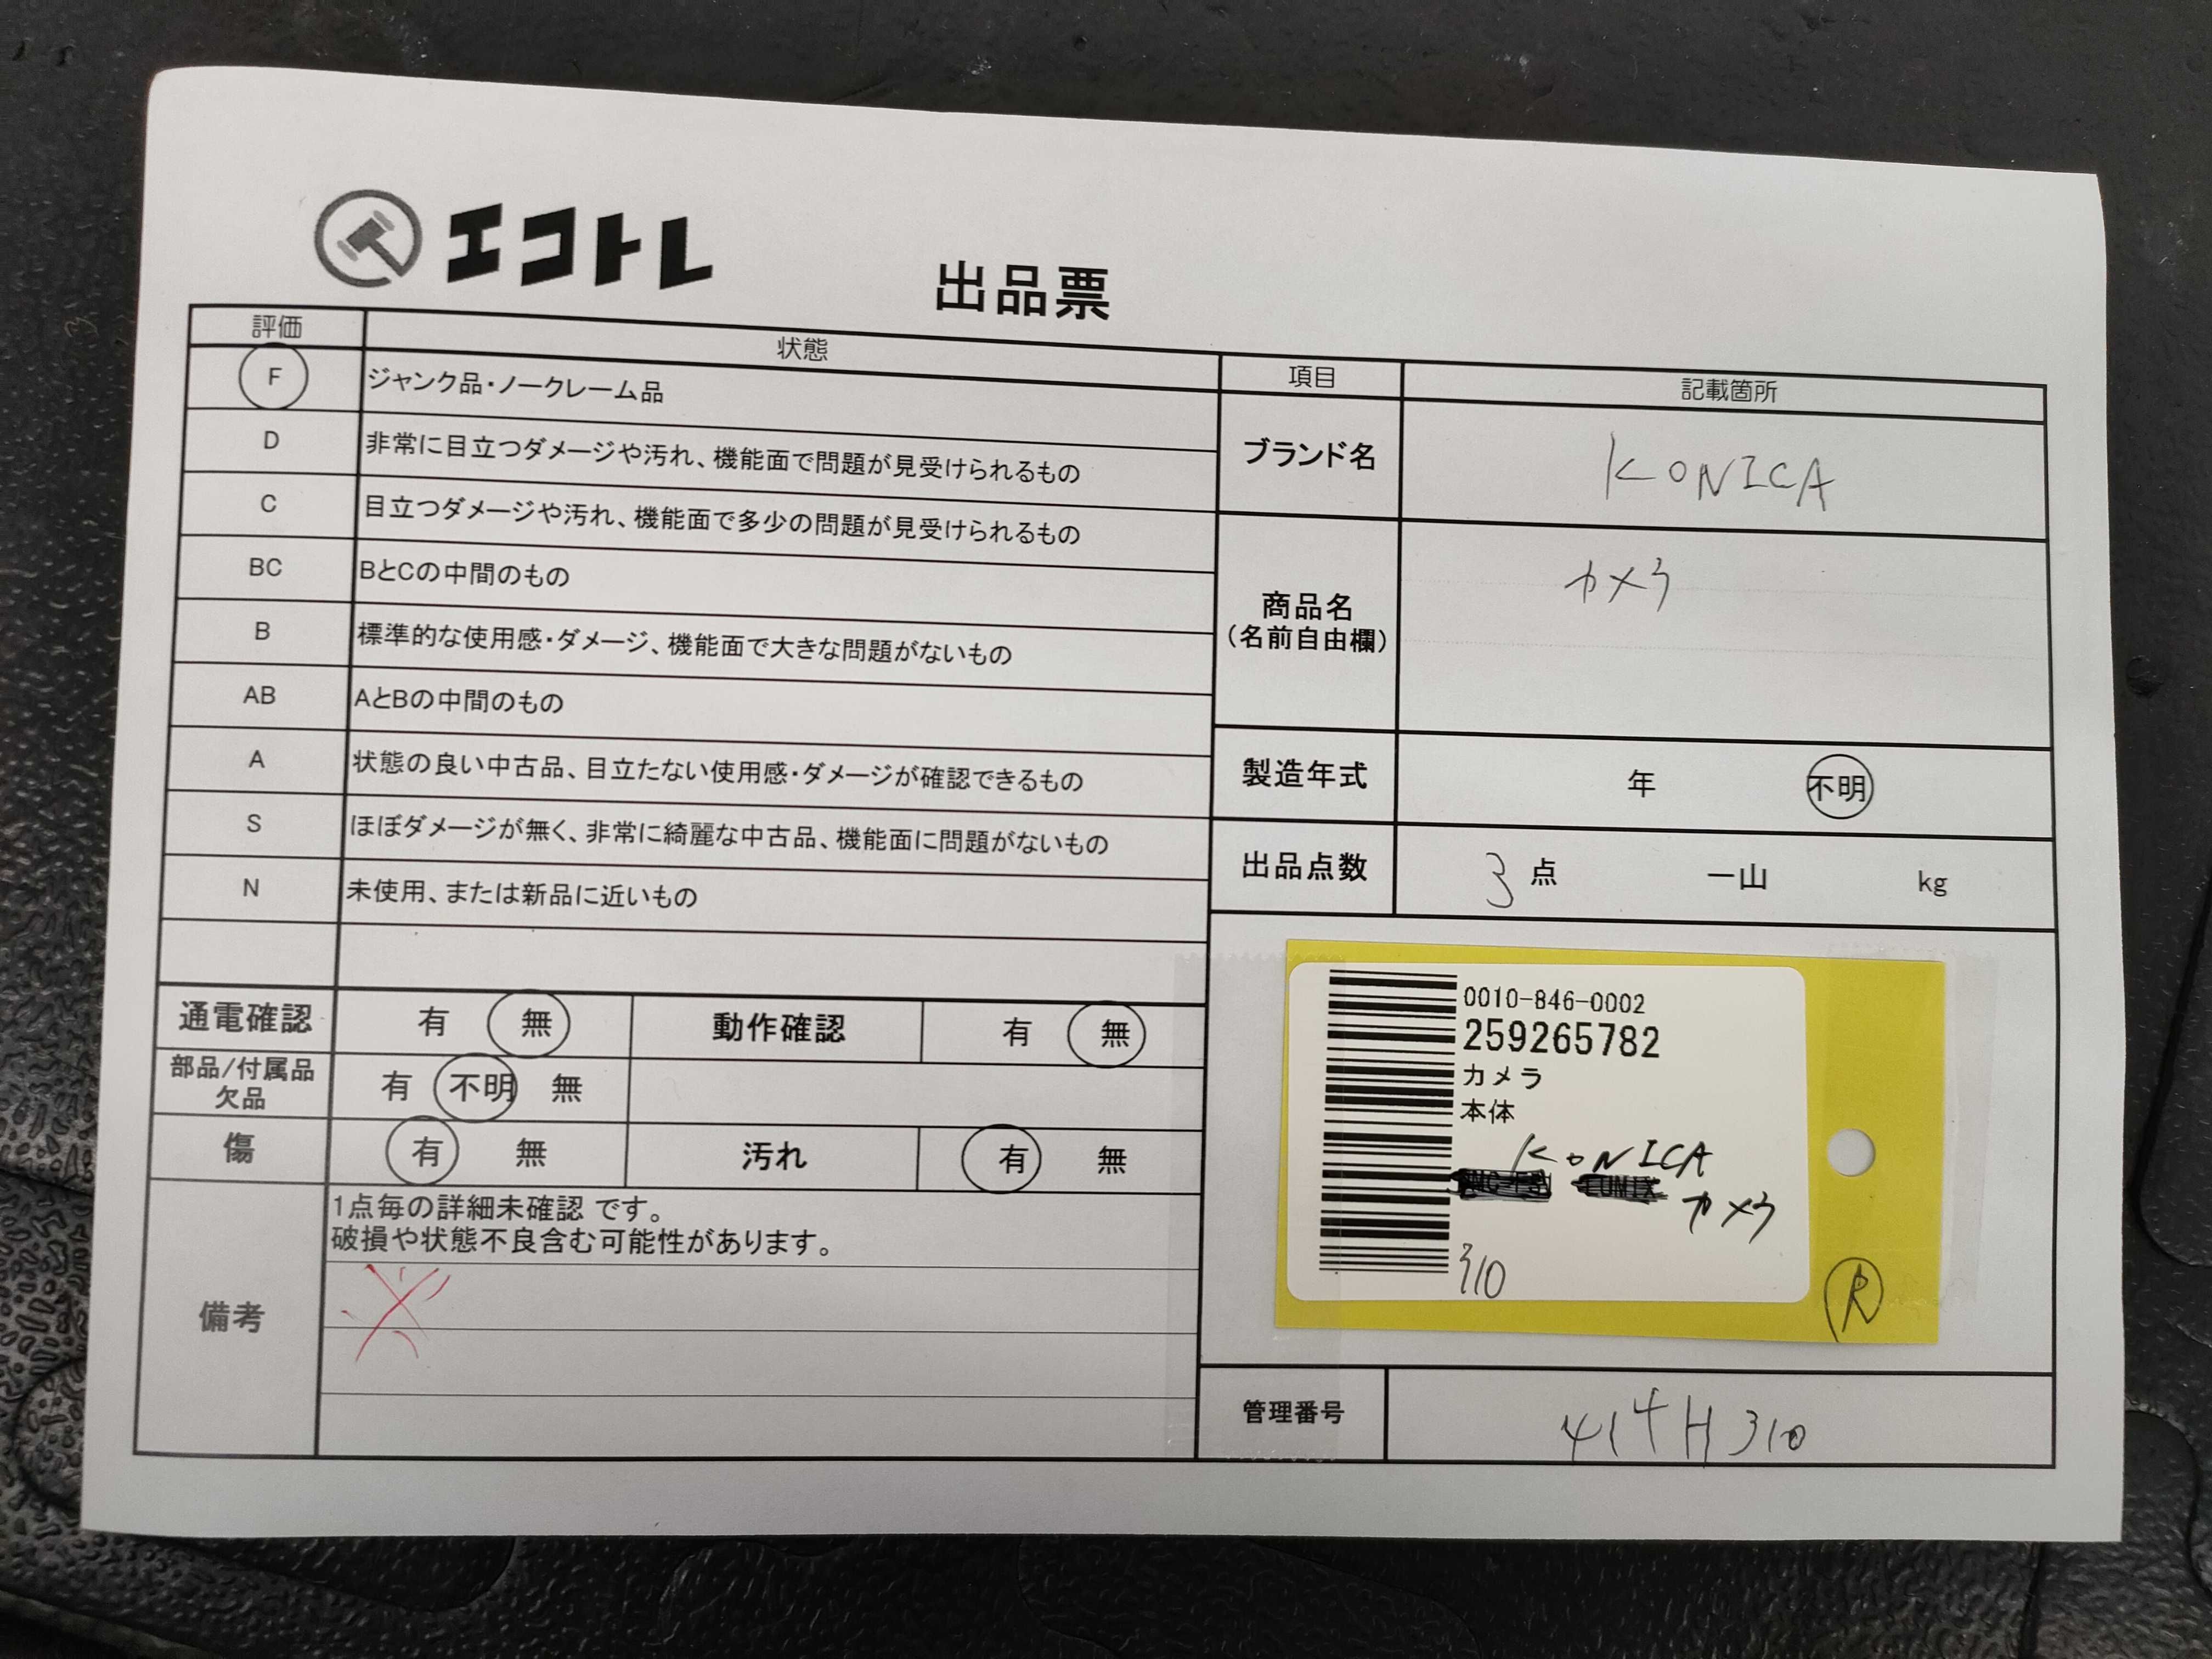 エコトレ
出品票
評価 状態
F ジャンク品・ノークレーム品
D 非常に目立つダメージや汚れ、機能面で問題が見受けられるもの
C 目立つダメージや汚れ、機能面で多少の問題が見受けられるもの
BC BとCの中間のもの
B 標準的な使用感・ダメージ、機能面で大きな問題がないもの
AB AとBの中間のもの
A 状態の良い中古品、目立たない使用感・ダメージが確認できるもの
S ほぼダメージが無く、非常に綺麗な中古品、機能面に問題がないもの
N 未使用、または新品に近いもの
通電確認 有 無 動作確認 有 無
部品/付属品
欠品
有 不明 無
傷 有 無 汚れ 有 無
備考
1点毎の詳細未確認 です。
破損や状態不良含む可能性があります。
項目 記載箇所
ブランド名 KONICA
商品名
(名前自由欄)
カメラ
製造年式 年 不明
出品点数 3 点 一山 kg
0010-846-0002
259265782
カメラ
本体
KONICA
LUMIX カメラ
310
R
管理番号 414H310